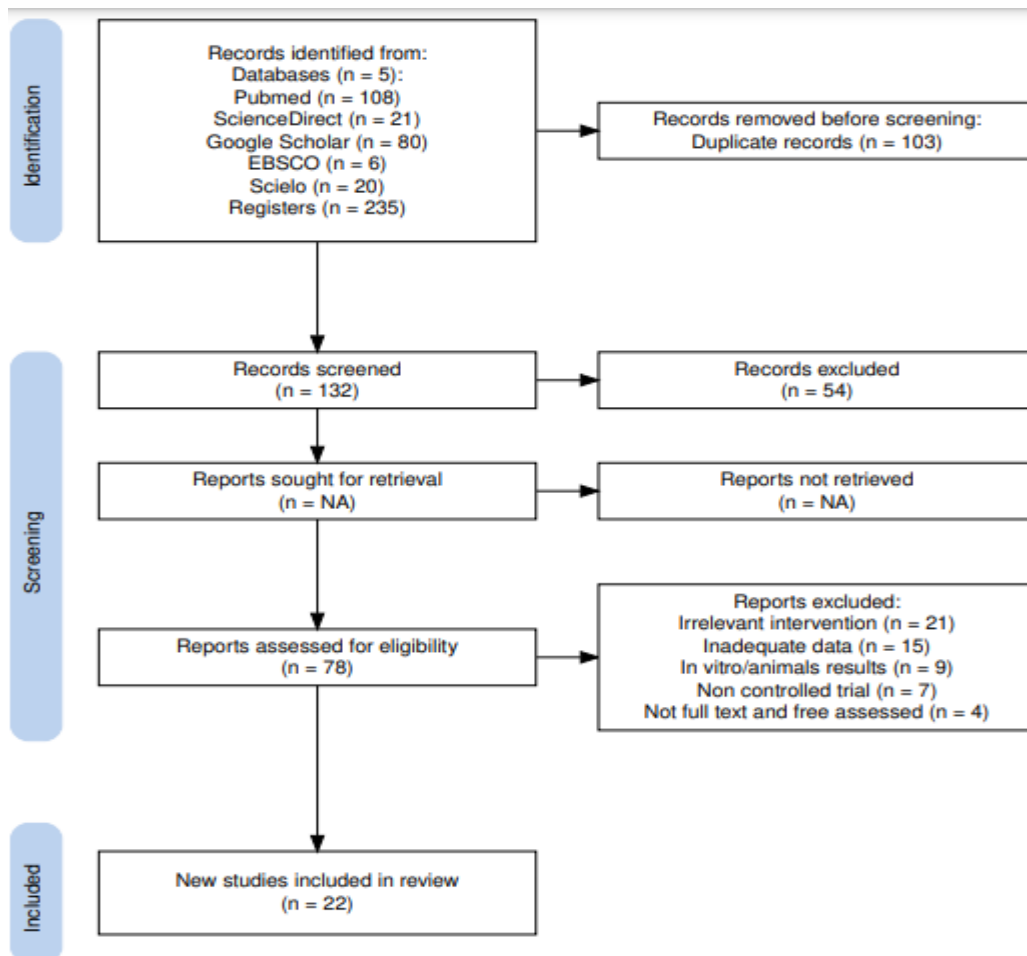 Identification
Records identified from:
Databases (n = 5):
Pubmed (n = 108)
ScienceDirect (n = 21)
Google Scholar (n = 80)
EBSCO (n = 6)
Scielo (n = 20)
Registers (n = 235)
Records removed before screening:
Duplicate records (n = 103)
Screening
Records screened
(n = 132)
Records excluded
(n = 54)
Reports sought for retrieval
(n = NA)
Reports not retrieved
(n = NA)
Reports assessed for eligibility
(n = 78)
Reports excluded:
Irrelevant intervention (n = 21)
Inadequate data (n = 15)
In vitro/animals results (n = 9)
Non controlled trial (n = 7)
Not full text and free assessed (n = 4)
Included
New studies included in review
(n = 22)